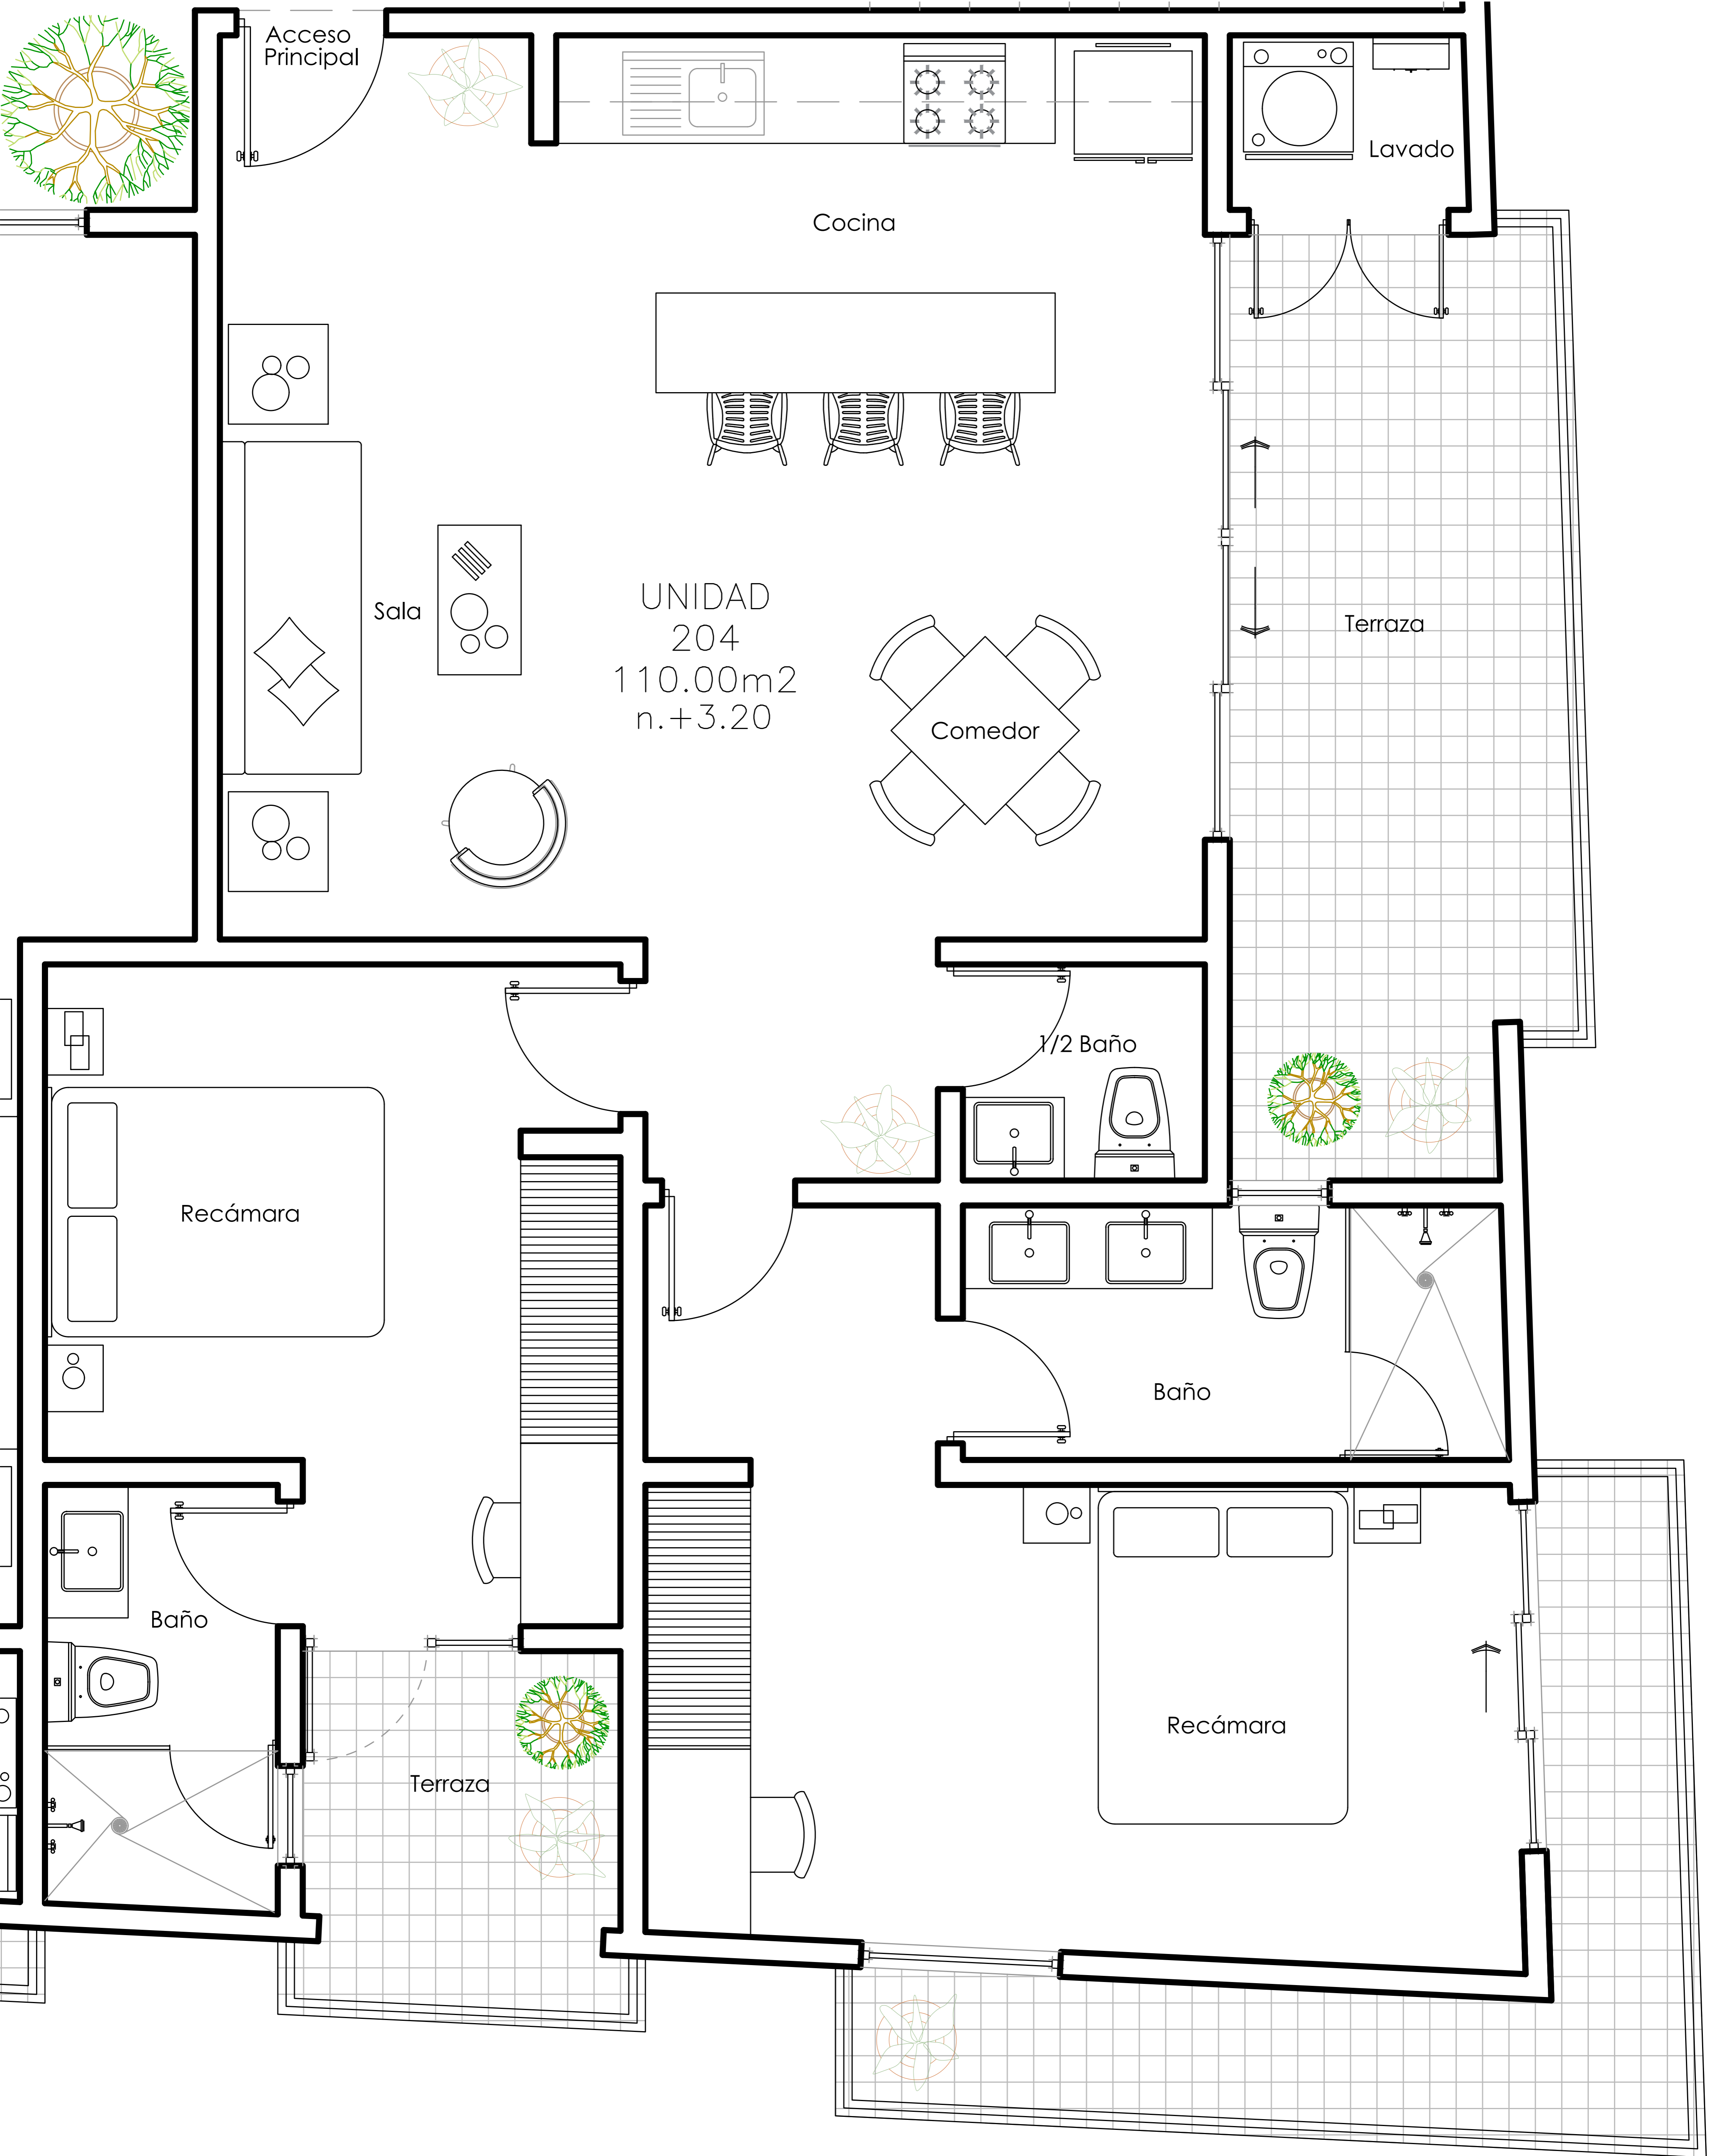 Acceso
Principal
Lavado
Cocina
Sala
UNIDAD
204
110.00m2
n.+3.20
Terraza
Comedor
1/2 Baño
Recámara
Baño
Baño
Recámara
Terraza